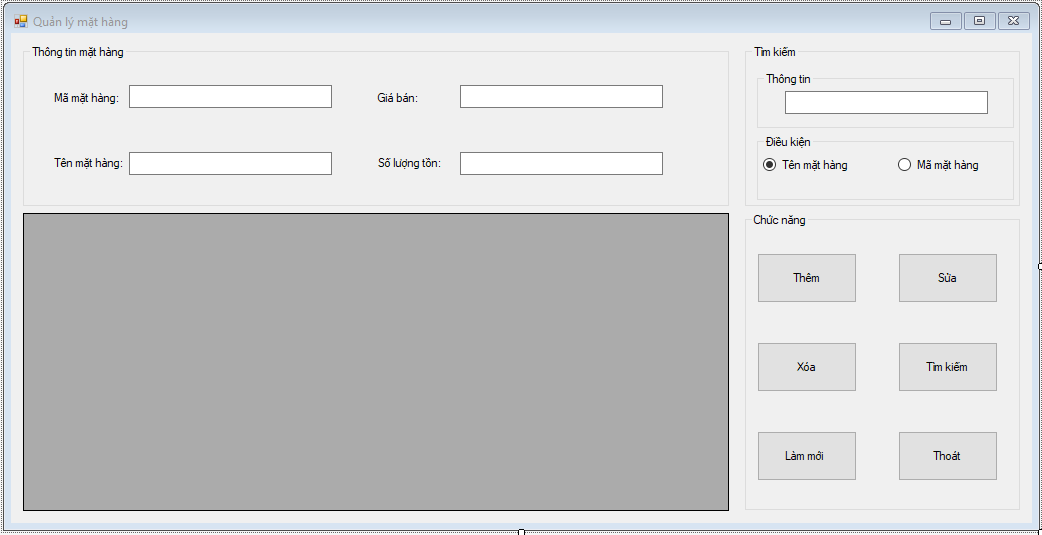 Quản lý mặt hàng
Thông tin mặt hàng
Mã mặt hàng:
Giá bán:
Tên mặt hàng:
Số lượng tồn:
Tìm kiếm
Thông tin
Điều kiện
Tên mặt hàng
Mã mặt hàng
Chức năng
Thêm
Sửa
Xóa
Tìm kiếm
Làm mới
Thoát